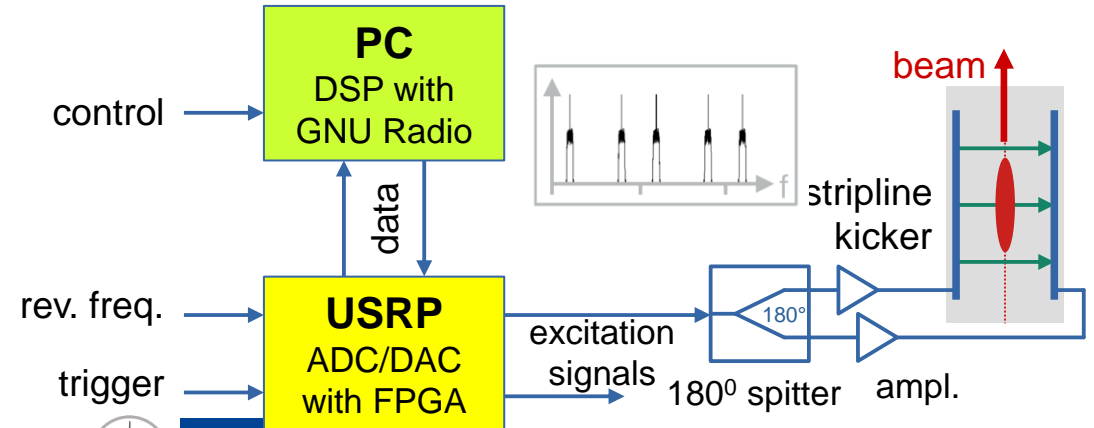 PC
DSP with
GNU Radio
control
beam
f
stripline
kicker
data
rev. freq.
USRP
ADC/DAC
with FPGA
trigger
excitation
signals
180°
180⁰ spitter
ampl.